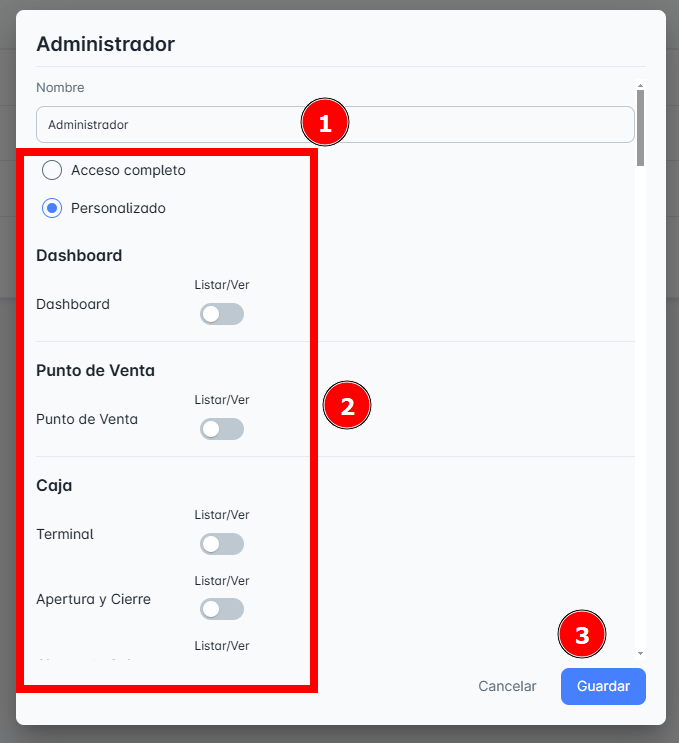 Administrador
Nombre
Administrador
1
Acceso completo
Personalizado
Dashboard
Listar/Ver
Dashboard
Punto de Venta
Listar/Ver
2
Punto de Venta
Caja
Listar/Ver
Terminal
Listar/Ver
Apertura y Cierre
Listar/Ver
3
Cancelar
Guardar